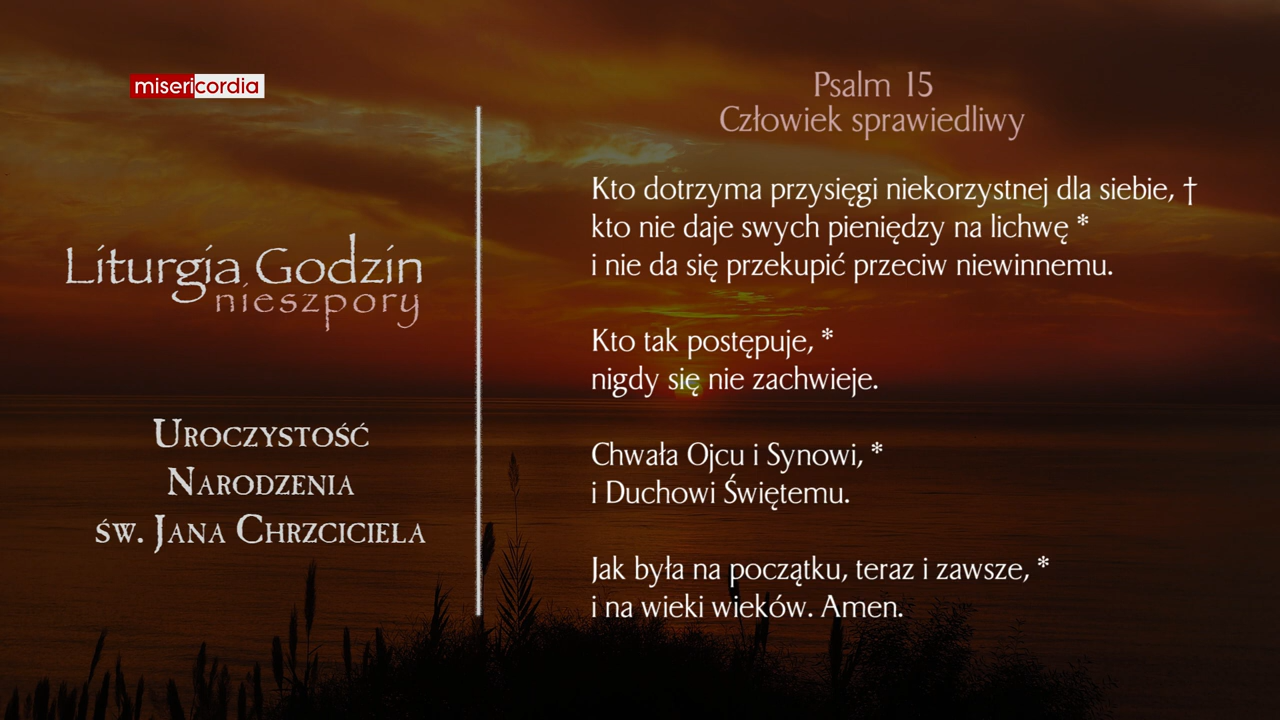 misericordia
Liturgia Godzin
nieszpory
Uroczystość
Narodzenia
św. Jana Chrzciciela
Psalm 15
Człowiek sprawiedliwy
Kto dotrzyma przysięgi niekorzystnej dla siebie, †
kto nie daje swych pieniędzy na lichwę *
i nie da się przekupić przeciw niewinnemu.
Kto tak postępuje, *
nigdy się nie zachwieje.
Chwała Ojcu i Synowi, *
i Duchowi Świętemu.
Jak była na początku, teraz i zawsze, *
i na wieki wieków. Amen.